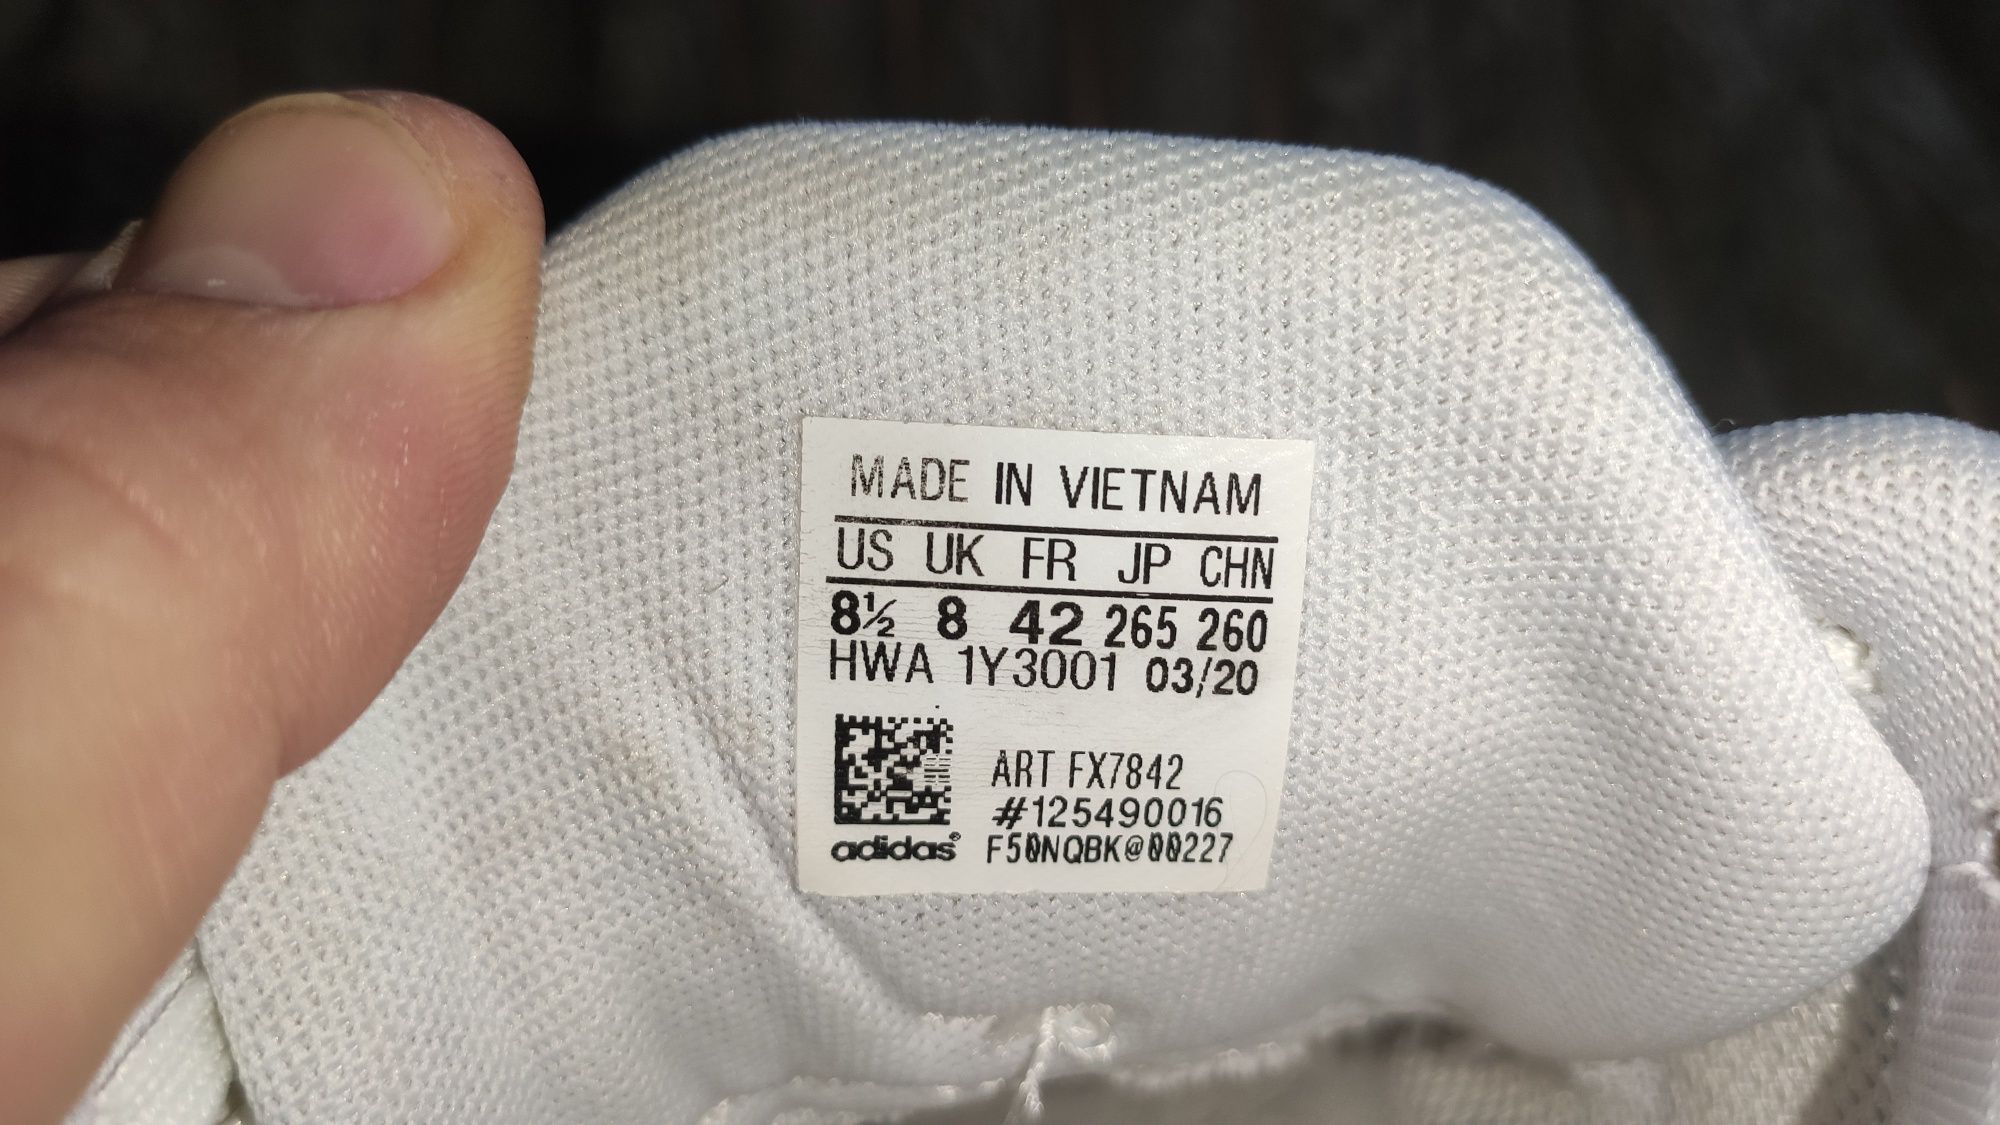 MADE IN VIETNAM
US UK FR JP CHN
8½ 8 42 265 260
HWA 1Y3001 03/20
ART FX7842
#125490016
adidas® F50NQBK@00227